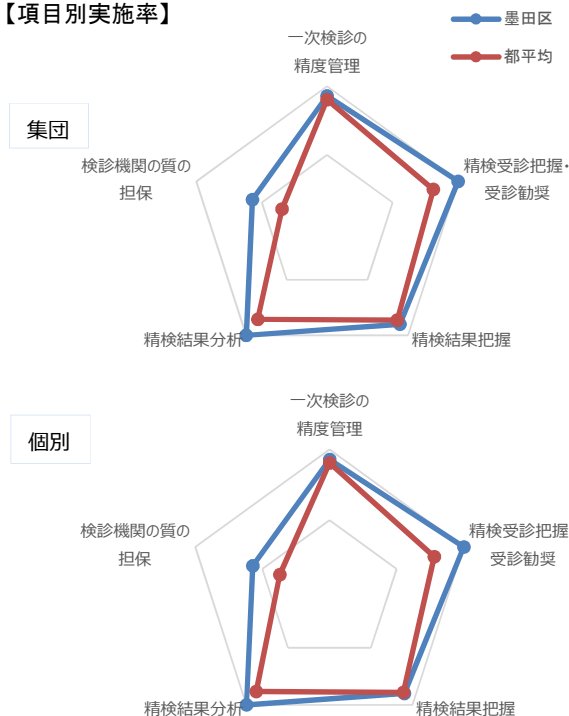 【項目別実施率】
墨田区
都平均
集団
一次検診の
精度管理
精検受診把握・
受診勧奨
精検結果把握
精検結果分析
検診機関の質の
担保
個別
一次検診の
精度管理
精検受診把握
受診勧奨
精検結果把握
精検結果分析
検診機関の質の
担保